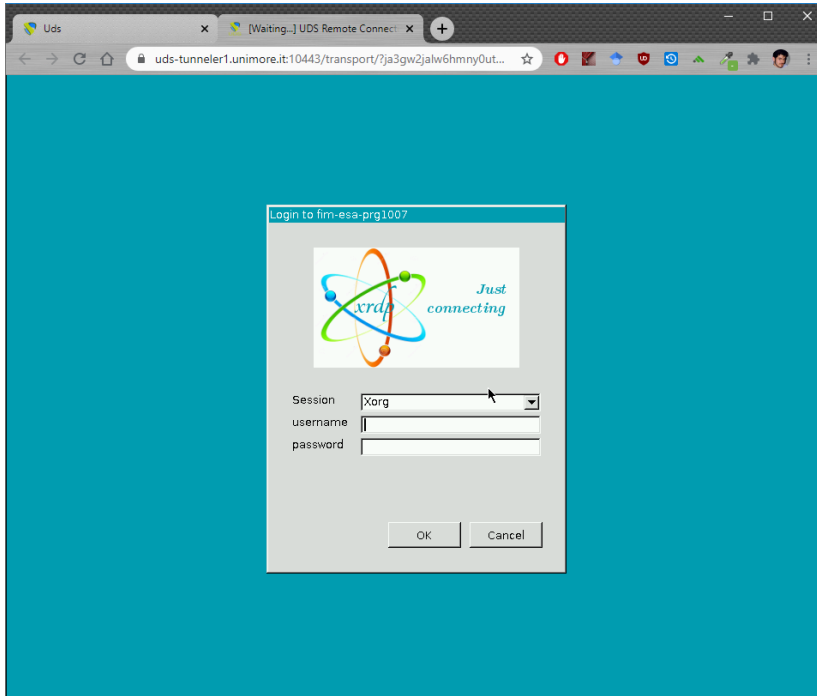 Uds
[Waiting...] UDS Remote Connect
uds-tunneler1.unimore.it:10443/transport/?ja3gw2jalw6hmny0ut...
Login to fim-esa-prg1007
xrdp
Just
connecting
Session
Xorg
username
password
OK
Cancel